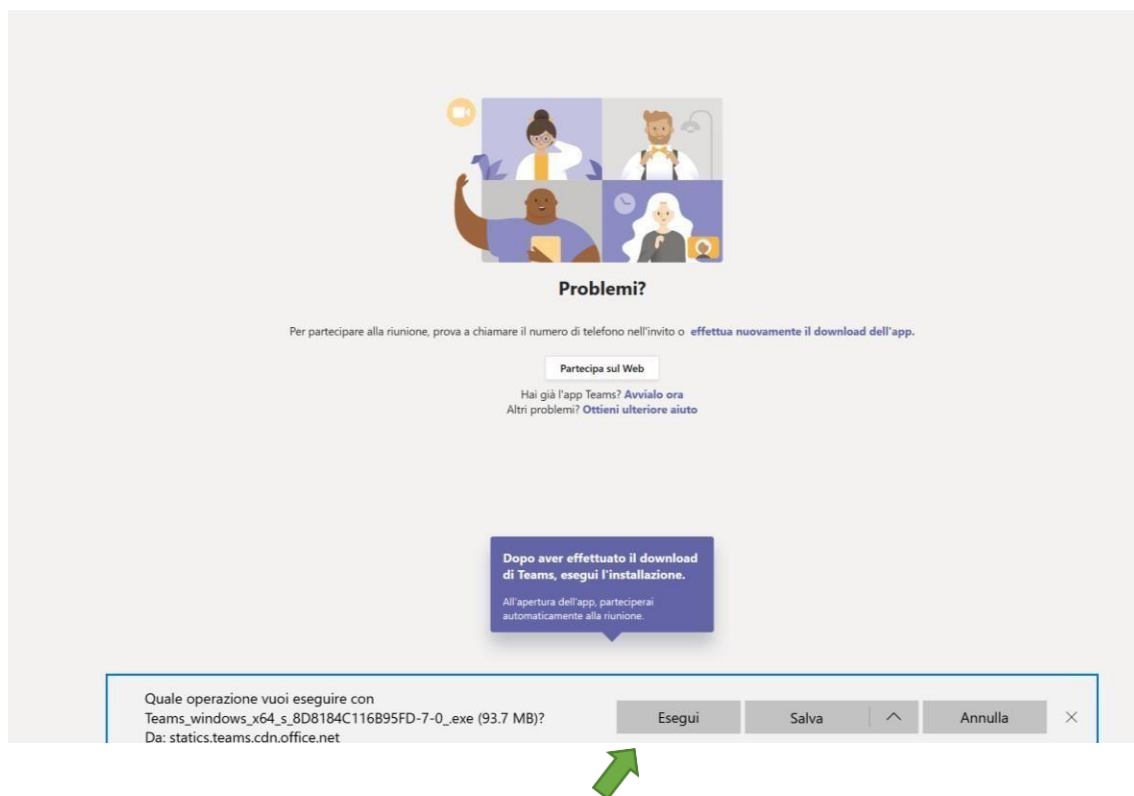 Problemi?
Per partecipare alla riunione, prova a chiamare il numero di telefono nell'invito o effettua nuovamente il download dell'app.
Partecipa sul Web
Hai già l'app Teams? Avvialo ora
Altri problemi? Ottieni ulteriore aiuto
Dopo aver effettuato il download
di Teams, esegui l'installazione.
All'apertura dell'app, parteciperai
automaticamente alla riunione.
Quale operazione vuoi eseguire con
Teams_windows_x64_s_8D8184C116B95FD-7-0_.exe (93.7 MB)?
Da: statics.teams.cdn.office.net
Esegui
Salva
Annulla